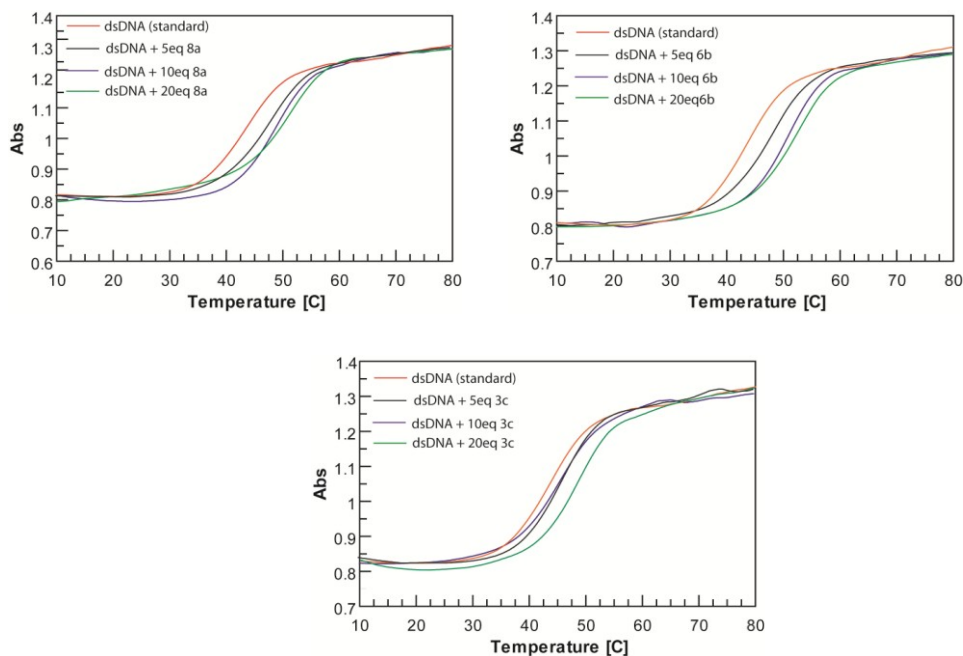 1.4
1.3
1.2
1.1
1
0.9
0.8
0.7
0.6
Abs
dsDNA (standard)
dsDNA + 5eq 8a
dsDNA + 10eq 8a
dsDNA + 20eq 8a
10 20 30 40 50 60 70 80
Temperature [C]
1.4
1.3
1.2
1.1
1
0.9
0.8
0.7
Abs
dsDNA (standard)
dsDNA + 5eq 6b
dsDNA + 10eq 6b
dsDNA + 20eq6b
10 20 30 40 50 60 70 80
Temperature [C]
1.4
1.3
1.2
1.1
1
0.9
0.8
0.7
Abs
dsDNA (standard)
dsDNA + 5eq 3c
dsDNA + 10eq 3c
dsDNA + 20eq 3c
10 20 30 40 50 60 70 80
Temperature [C]